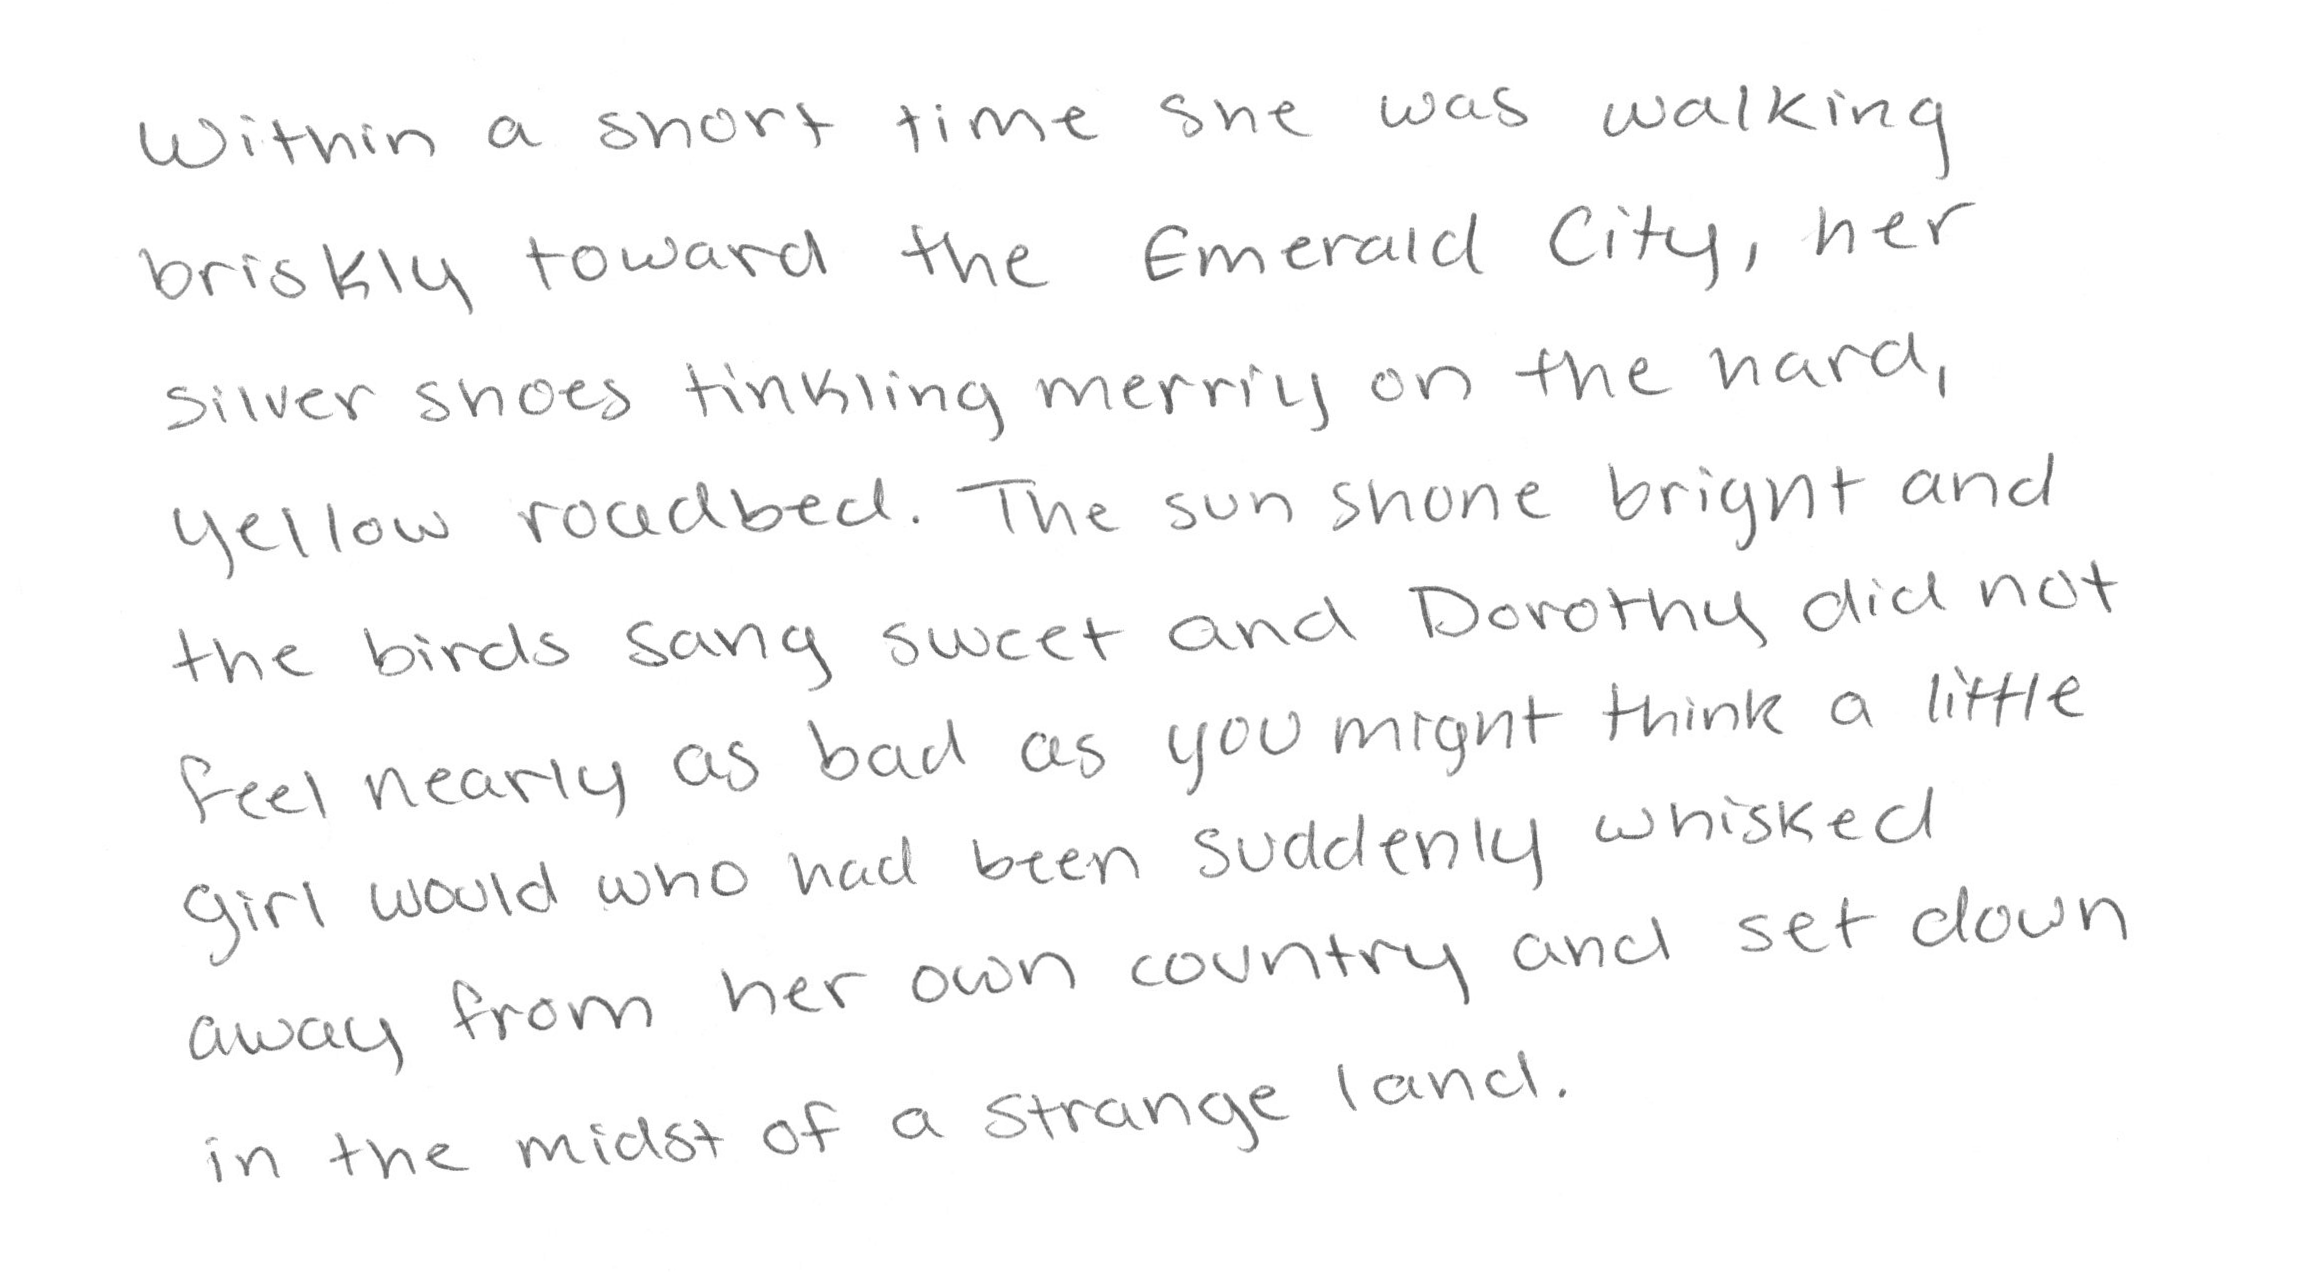 Within a short time she was walking
briskly toward the Emerald City, her
silver shoes tinkling merrily on the hard,
yellow roadbed. The sun shone bright and
the birds sang sweet and Dorothy did not
feel nearly as bad as you might think a little
girl would who had been suddenly whisked
away from her own country and set down
in the midst of a strange land.